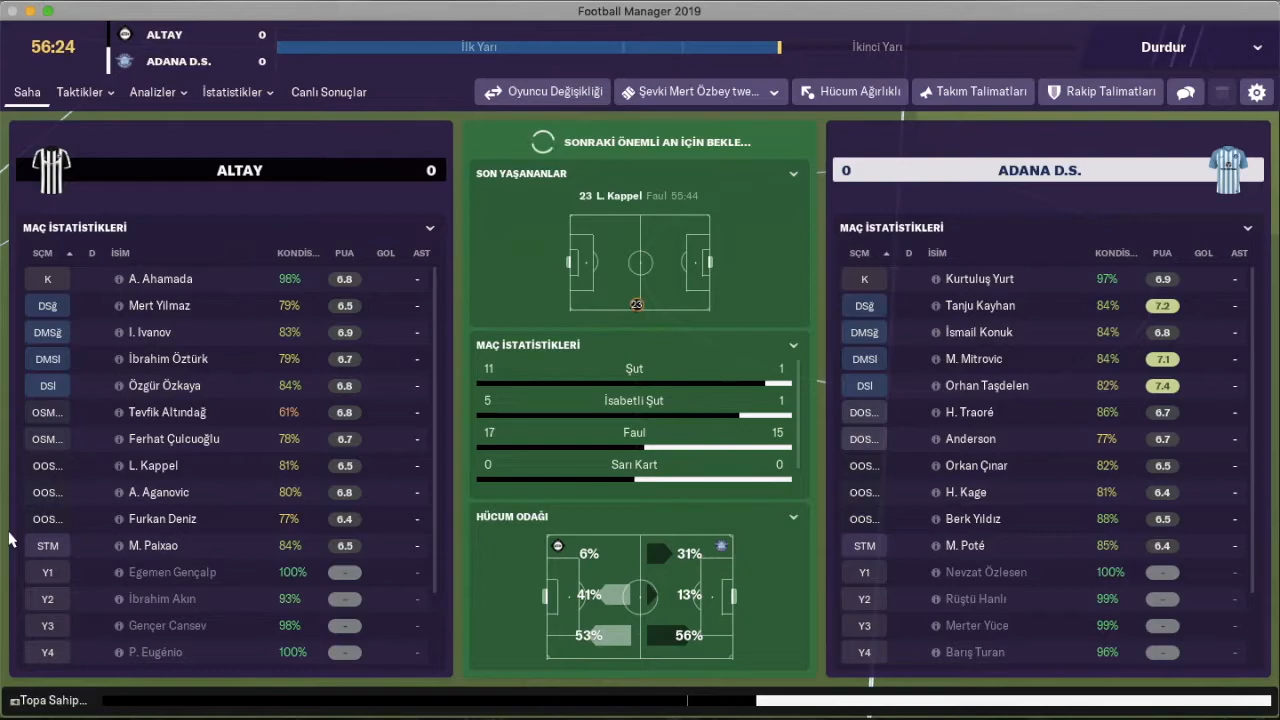 Football Manager 2019
56:24
ALTAY 0
ADANA D.S. 0
İlk Yarı
İkinci Yarı
Durdur
Saha
Taktikler
Analizler
İstatistikler
Canlı Sonuçlar
Oyuncu Değişikliği
Şevki Mert Özbey twe...
Hücum Ağırlıklı
Takım Talimatları
Rakip Talimatları
ALTAY 0
MAÇ İSTATİSTİKLERİ
SÇM D İSİM KONDİS... PUA GOL AST
K A. Ahamada 98% 6.8 -
DSğ Mert Yilmaz 79% 6.5 -
DMSğ I. Ivanov 83% 6.9 -
DMSl İbrahim Öztürk 79% 6.7 -
DSl Özgür Özkaya 84% 6.8 -
OSM... Tevfik Altındağ 61% 6.8 -
OSM... Ferhat Çulcuoğlu 78% 6.7 -
OOS... L. Kappel 81% 6.5 -
OOS... A. Aganovic 80% 6.8 -
OOS... Furkan Deniz 77% 6.4 -
STM M. Paixao 84% 6.5 -
Y1 Egemen Gençalp 100% - -
Y2 İbrahim Akın 93% - -
Y3 Gençer Cansev 98% - -
Y4 P. Eugénio 100% - -
SONRAKİ ÖNEMLİ AN İÇİN BEKLE...
SON YAŞANANLAR
23 L. Kappel Faul 55:44
23
MAÇ İSTATİSTİKLERİ
11 Şut 1
5 İsabetli Şut 1
17 Faul 15
0 Sarı Kart 0
HÜCUM ODAĞI
6% 31%
41% 13%
53% 56%
0 ADANA D.S.
MAÇ İSTATİSTİKLERİ
SÇM D İSİM KONDİS... PUA GOL AST
K Kurtuluş Yurt 97% 6.9 -
DSğ Tanju Kayhan 84% 7.2 -
DMSğ İsmail Konuk 84% 6.8 -
DMSl M. Mitrovic 84% 7.1 -
DSl Orhan Taşdelen 82% 7.4 -
DOS... H. Traoré 86% 6.7 -
DOS... Anderson 77% 6.7 -
OOS... Orkan Çınar 82% 6.5 -
OOS... H. Kage 81% 6.4 -
OOS... Berk Yıldız 88% 6.5 -
STM M. Poté 85% 6.4 -
Y1 Nevzat Özlesen 100% - -
Y2 Rüştü Hanlı 99% - -
Y3 Merter Yüce 99% - -
Y4 Barış Turan 96% - -
Topa Sahip...